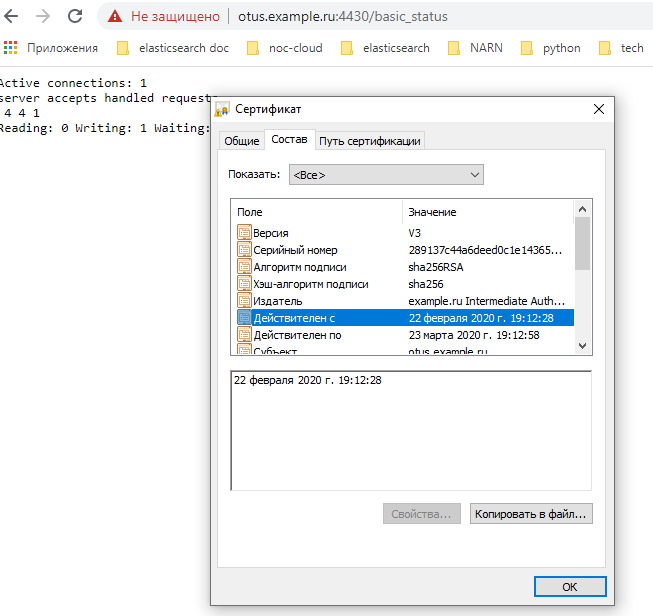 Не защищено otus.example.ru:4430/basic_status
Приложения elasticsearch doc noc-cloud elasticsearch NARN python tech
Active connections: 1
server accepts handled requests
4 4 1
Reading: 0 Writing: 1 Waiting:
Сертификат
Общие Состав Путь сертификации
Показать: <Все>
Поле Значение
Версия V3
Серийный номер 289137c44a6deed0c1e14365...
Алгоритм подписи sha256RSA
Хэш-алгоритм подписи sha256
Издатель example.ru Intermediate Auth...
Действителен с 22 февраля 2020 г. 19:12:28
Действителен по 23 марта 2020 г. 19:12:58
Субъект otus.example.ru
22 февраля 2020 г. 19:12:28
Свойства... Копировать в файл...
ОК